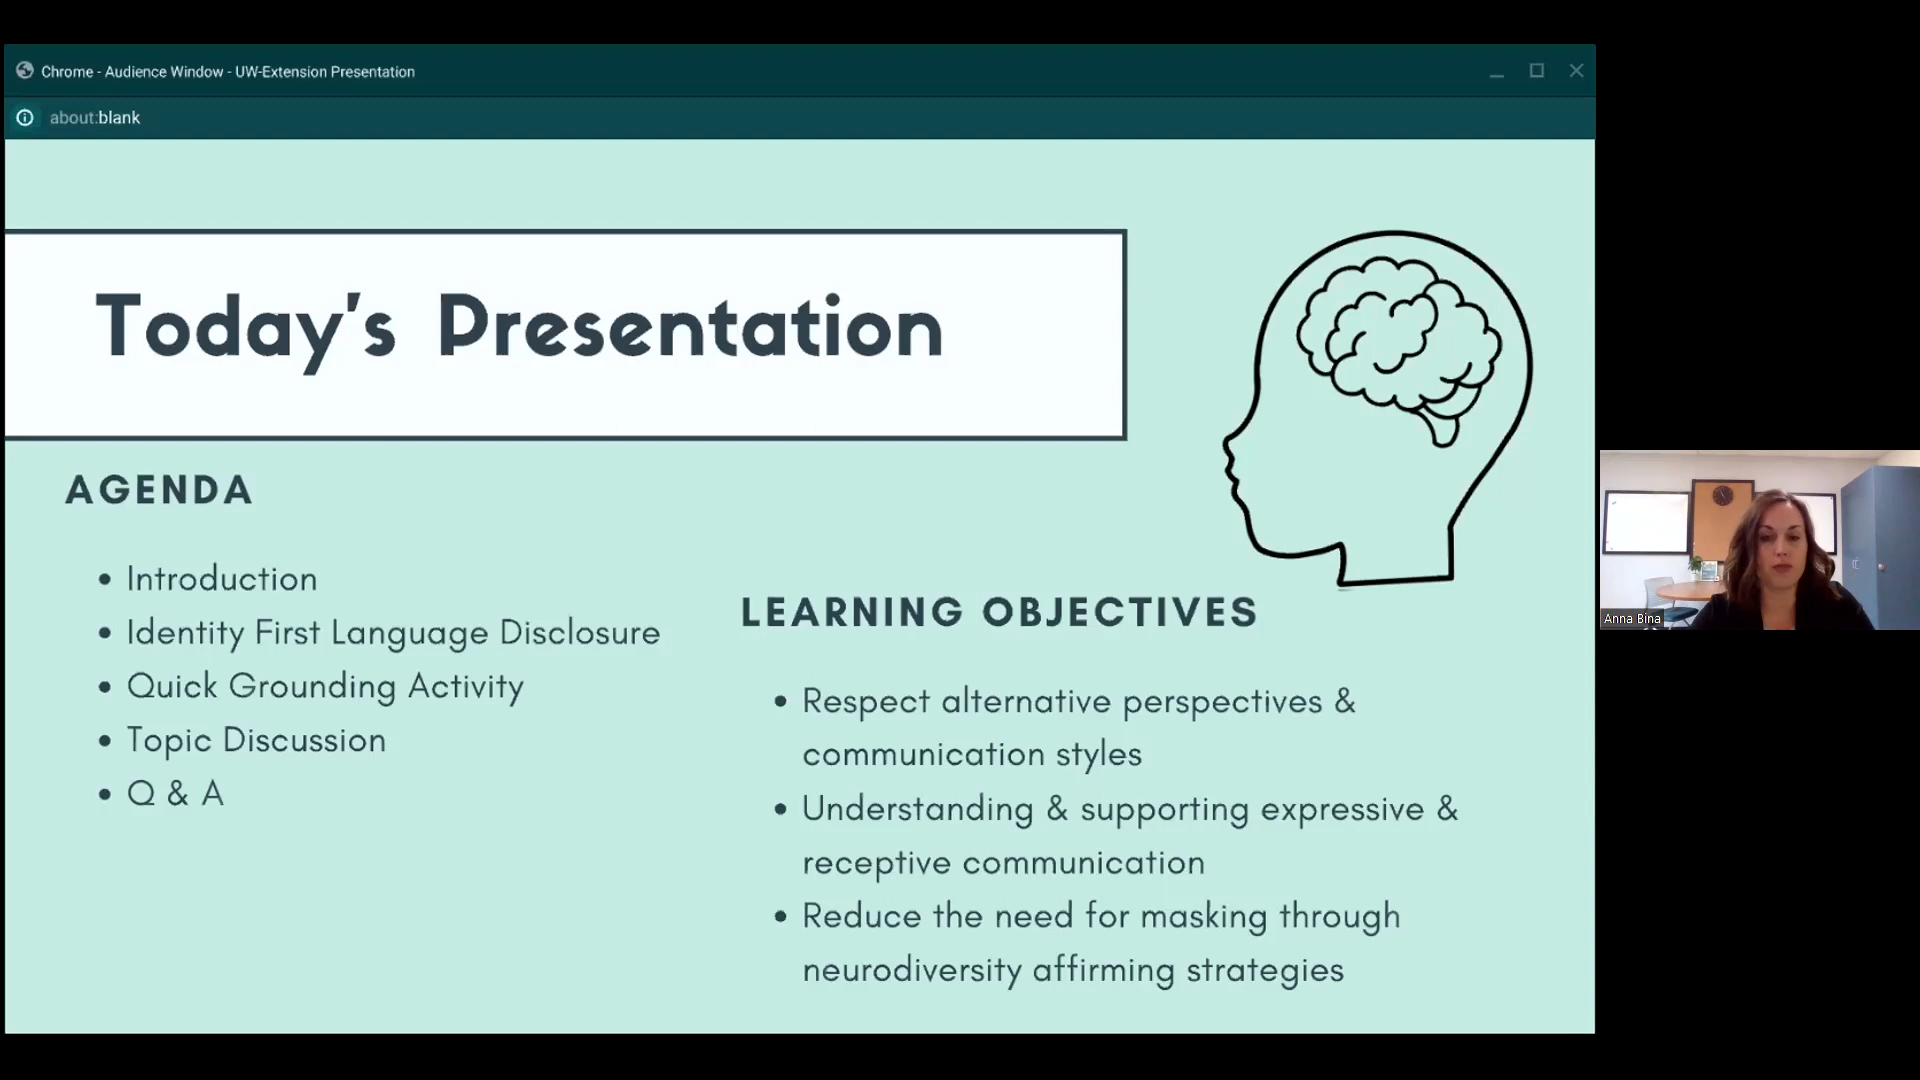 Chrome - Audience Window - UW-Extension Presentation
about:blank
Today's Presentation
AGENDA
• Introduction
• Identity First Language Disclosure
• Quick Grounding Activity
• Topic Discussion
• Q & A
LEARNING OBJECTIVES
• Respect alternative perspectives &
communication styles
• Understanding & supporting expressive &
receptive communication
• Reduce the need for masking through
neurodiversity affirming strategies
Anna Bina